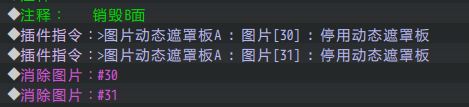 ◆注释：　销毁B面
◆插件指令：>图片动态遮罩板A : 图片[30] : 停用动态遮罩板
◆插件指令：>图片动态遮罩板A : 图片[31] : 停用动态遮罩板
◆消除图片：#30
◆消除图片：#31